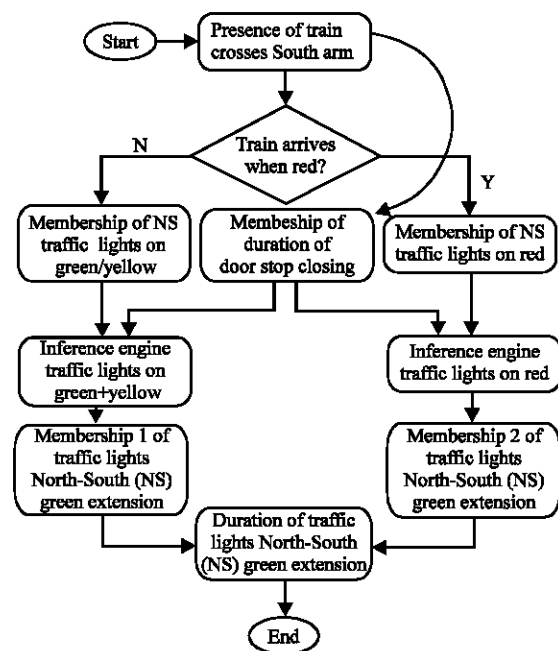 Start
Presence of train
crosses South arm
Train arrives
when red?
N
Y
Membership of NS
traffic lights on
green/yellow
Membeship of
duration of
door stop closing
Membership of NS
traffic lights on red
Inference engine
traffic lights on
green+yellow
Inference engine
traffic lights on red
Membership 1 of
traffic lights
North-South (NS)
green extension
Membership 2 of
traffic lights
North-South (NS)
green extension
Duration of traffic
lights North-South
(NS) green extension
End